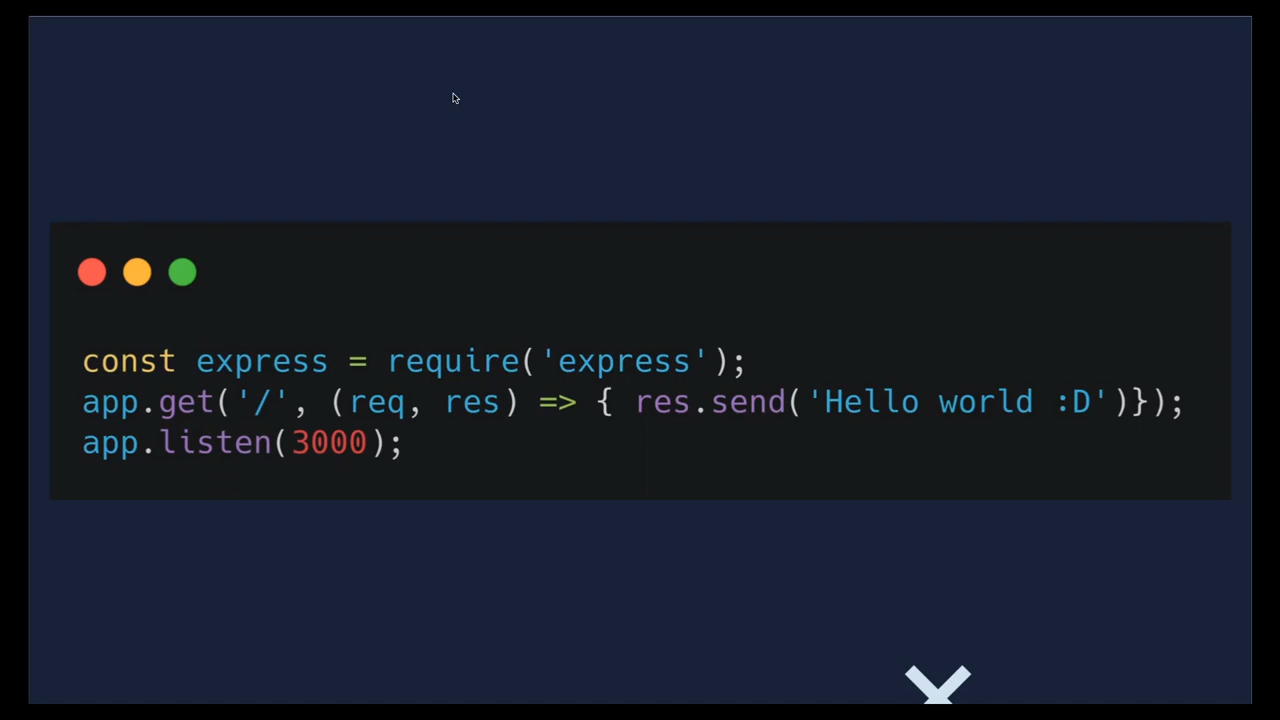 const express = require('express');
app.get('/', (req, res) => { res.send('Hello world :D')});
app.listen(3000);